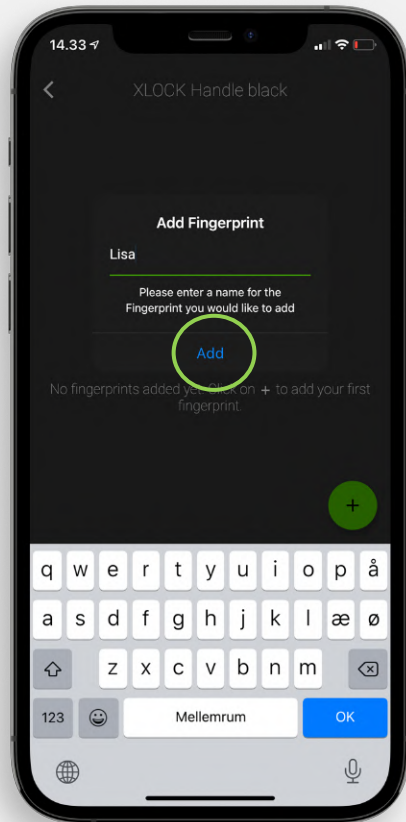 14.33
XLOCK Handle black
Add Fingerprint
Lisa
Please enter a name for the
Fingerprint you would like to add
Add
No fingerprints added yet. Click on + to add your first
fingerprint.
+
q w e r t y u i o p å
a s d f g h j k l æ ø
z x c v b n m
123 Mellemrum OK